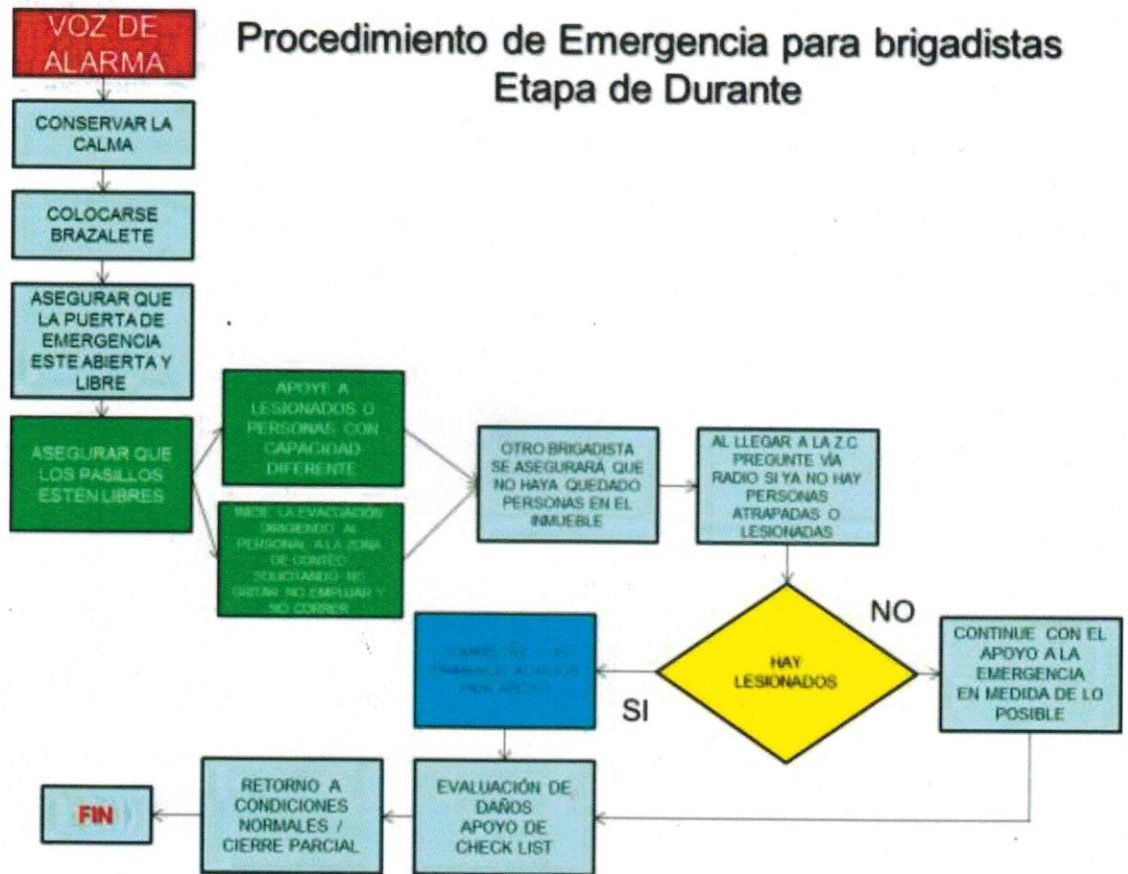 VOZ DE
ALARMA
Procedimiento de Emergencia para brigadistas
Etapa de Durante
CONSERVAR LA
CALMA
COLOCARSE
BRAZALETE
ASEGURAR QUE
LA PUERTA DE
EMERGENCIA
ESTE ABIERTA Y
LIBRE
ASEGURAR QUE
LOS PASILLOS
ESTEN LIBRES
APOYE A
LESIONADOS O
PERSONAS CON
CAPACIDAD
DIFERENTE
INICIE LA EVACUACIÓN
DIRIGIENDO AL
PERSONAL A LA ZONA
DE CONTEO
SOLICITANDO NO
GRITAR NO EMPUJAR Y
NO CORRER
OTRO BRIGADISTA
SE ASEGURARÁ QUE
NO HAYA QUEDADO
PERSONAS EN EL
INMUEBLE
AL LLEGAR A LA Z.C.
PREGUNTE VÍA
RADIO SI YA NO HAY
PERSONAS
ATRAPADAS O
LESIONADAS
HAY
LESIONADOS
NO
SI
CONTINUE CON EL
APOYO A LA
EMERGENCIA
EN MEDIDA DE LO
POSIBLE
EVALUACIÓN DE
DAÑOS
APOYO DE
CHECK LIST
RETORNO A
CONDICIONES
NORMALES /
CIERRE PARCIAL
FIN